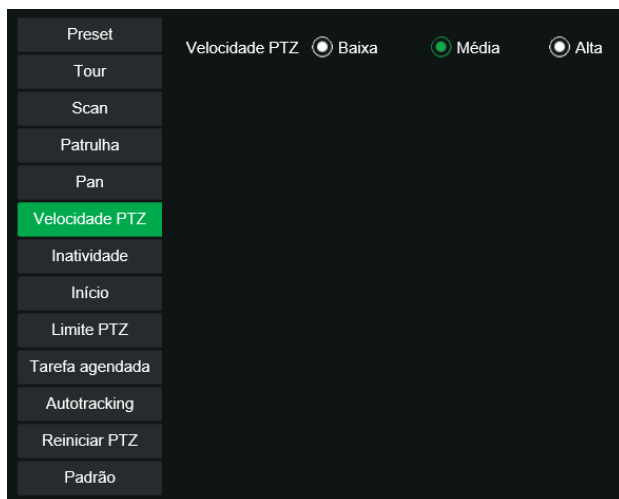 Preset
Velocidade PTZ Baixa Média Alta
Tour
Scan
Patrulha
Pan
Velocidade PTZ
Inatividade
Início
Limite PTZ
Tarefa agendada
Autotracking
Reiniciar PTZ
Padrão